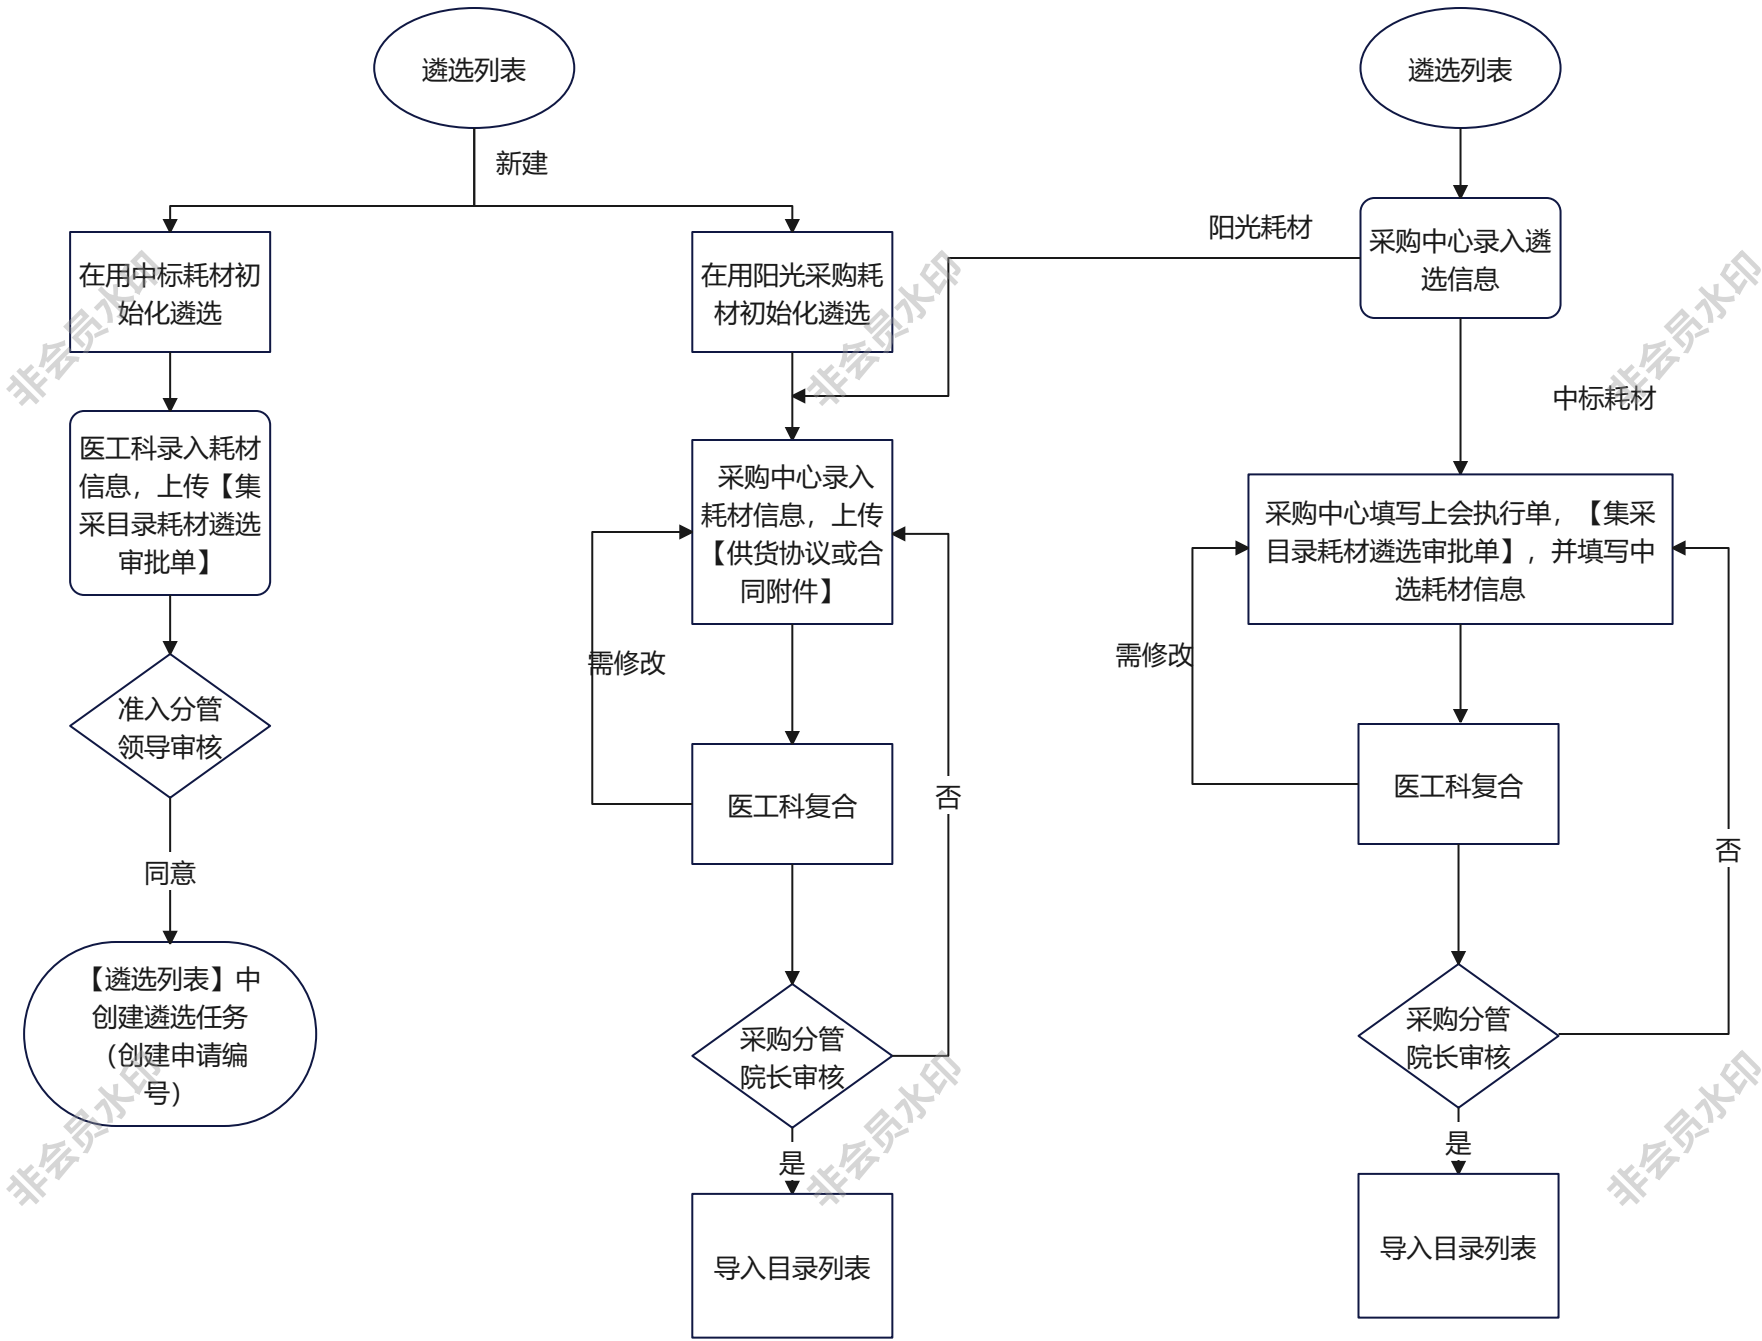 遴选列表
新建
在用中标耗材初
始化遴选
医工科录入耗材
信息，上传【集
采目录耗材遴选
审批单】
准入分管
领导审核
同意
【遴选列表】中
创建遴选任务
（创建申请编
号）
在用阳光采购耗
材初始化遴选
采购中心录入
耗材信息，上传
【供货协议或合
同附件】
需修改
医工科复合
否
采购分管
院长审核
是
导入目录列表
遴选列表
采购中心录入遴
选信息
阳光耗材
中标耗材
采购中心填写上会执行单，【集采
目录耗材遴选审批单】，并填写中
选耗材信息
需修改
医工科复合
否
采购分管
院长审核
是
导入目录列表
非会员水印
非会员水印
非会员水印
非会员水印
非会员水印
非会员水印